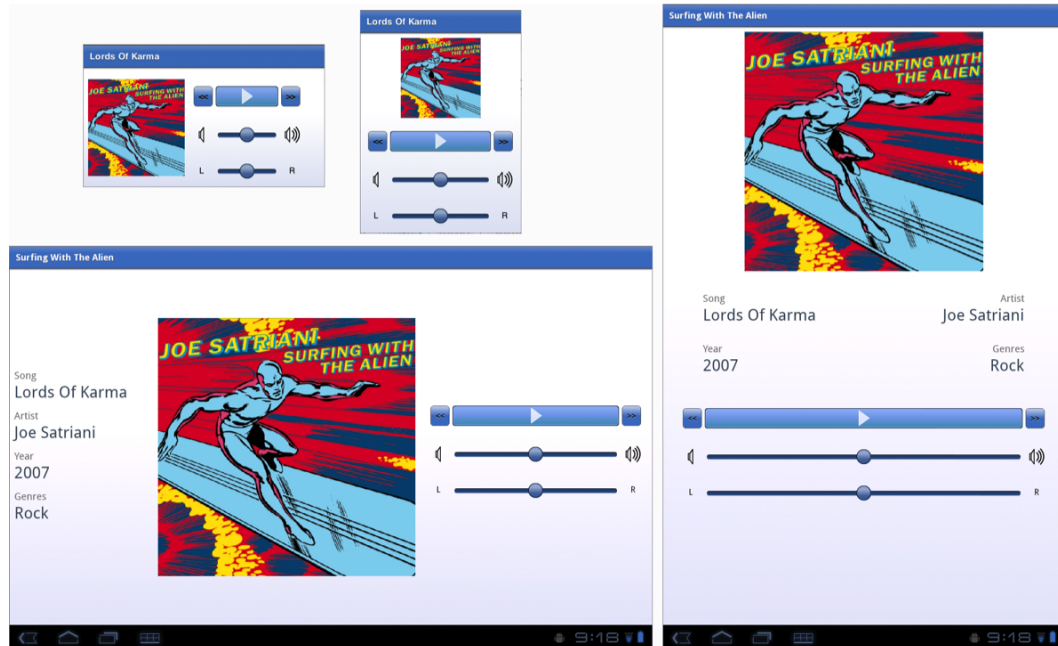 Lords Of Karma
JOE SATRIANI
SURFING WITH
THE ALIEN
<<
>>
L
R
Lords Of Karma
JOE SATRIANI
SURFING WITH
THE ALIEN
<<
>>
L
R
Surfing With The Alien
Song
Lords Of Karma
Artist
Joe Satriani
Year
2007
Genres
Rock
JOE SATRIANI
SURFING WITH
THE ALIEN
<<
>>
L
R
9:18
Surfing With The Alien
JOE SATRIANI
SURFING WITH
THE ALIEN
Song Artist
Lords Of Karma Joe Satriani
Year Genres
2007 Rock
<<
>>
L
R
9:18